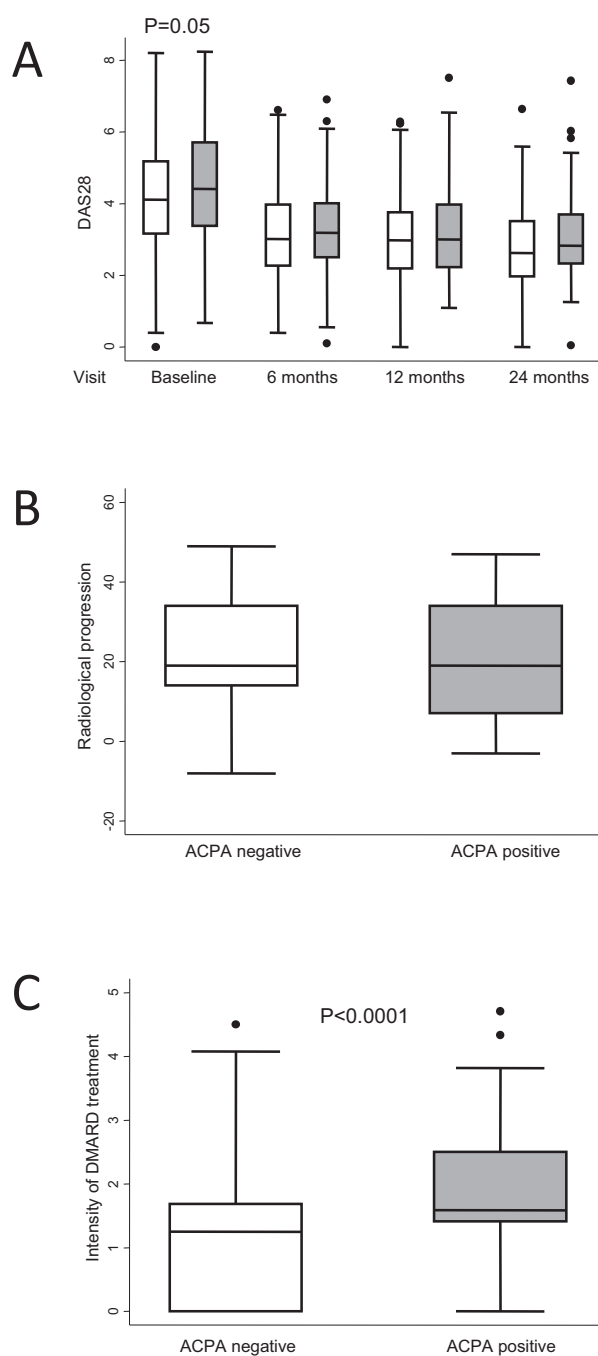 A
P=0.05
8
6
4
2
0
DAS28
Visit Baseline 6 months 12 months 24 months
B
60
40
20
0
-20
Radiological progression
ACPA negative ACPA positive
C
P<0.0001
5
4
3
2
1
0
Intensity of DMARD treatment
ACPA negative ACPA positive